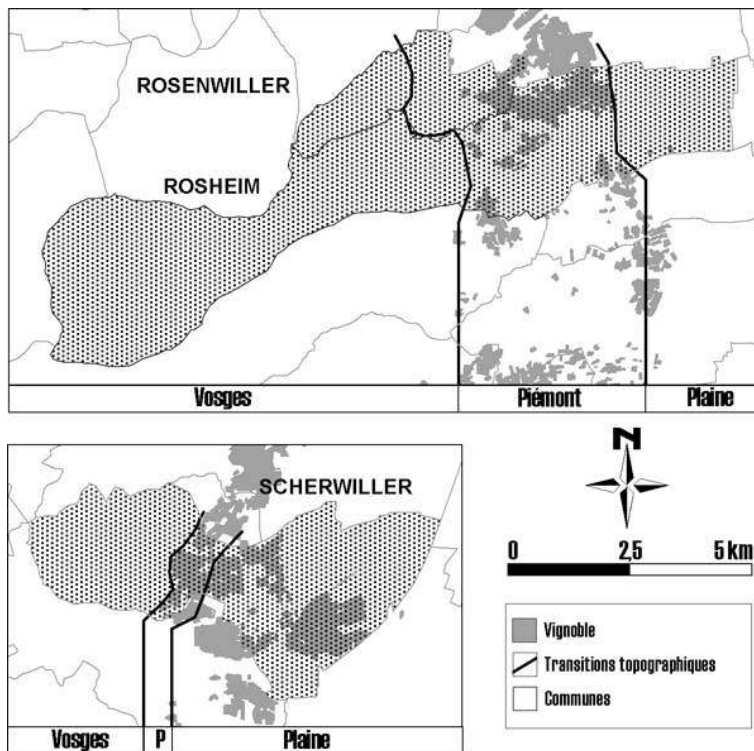 ROSENWILLER
ROSHEIM
Vosges Piémont Plaine
SCHERWILLER
Vosges P Plaine
N
0 2,5 5 km
Vignoble
Transitions topographiques
Communes